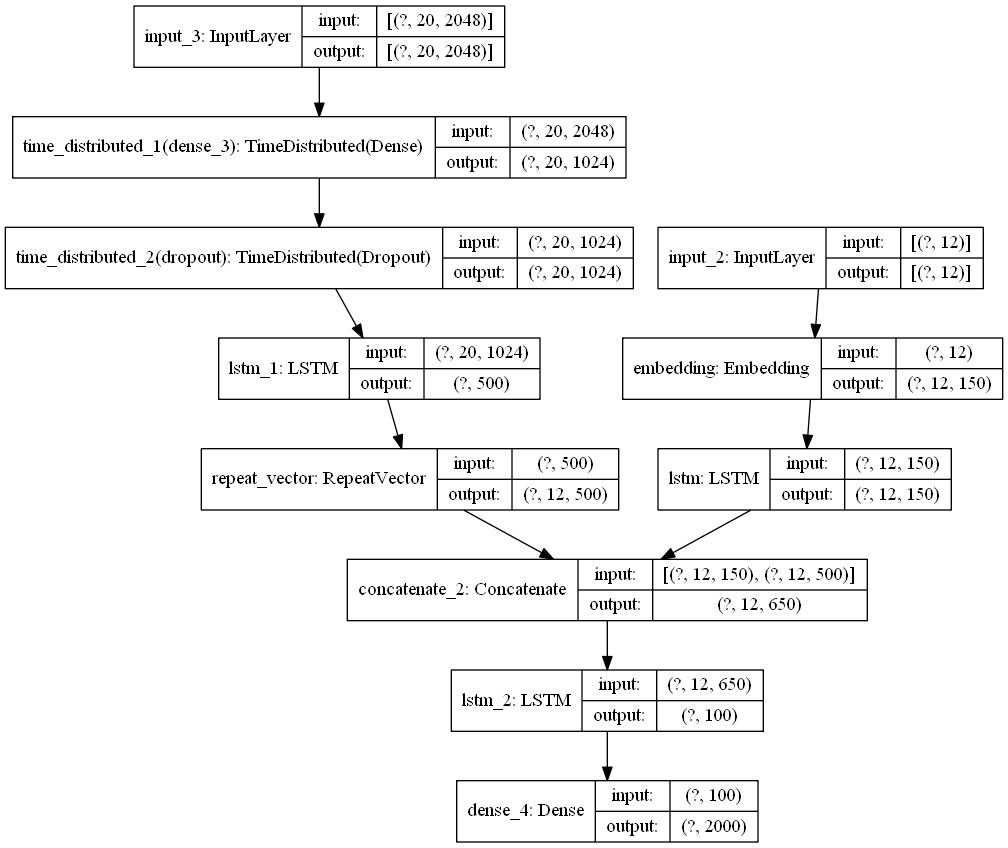 input_3: InputLayer
input: [(?, 20, 2048)]
output: [(?, 20, 2048)]
time_distributed_1(dense_3): TimeDistributed(Dense)
input: (?, 20, 2048)
output: (?, 20, 1024)
time_distributed_2(dropout): TimeDistributed(Dropout)
input: (?, 20, 1024)
output: (?, 20, 1024)
input_2: InputLayer
input: [(?, 12)]
output: [(?, 12)]
lstm_1: LSTM
input: (?, 20, 1024)
output: (?, 500)
embedding: Embedding
input: (?, 12)
output: (?, 12, 150)
repeat_vector: RepeatVector
input: (?, 500)
output: (?, 12, 500)
lstm: LSTM
input: (?, 12, 150)
output: (?, 12, 150)
concatenate_2: Concatenate
input: [(?, 12, 150), (?, 12, 500)]
output: (?, 12, 650)
lstm_2: LSTM
input: (?, 12, 650)
output: (?, 100)
dense_4: Dense
input: (?, 100)
output: (?, 2000)